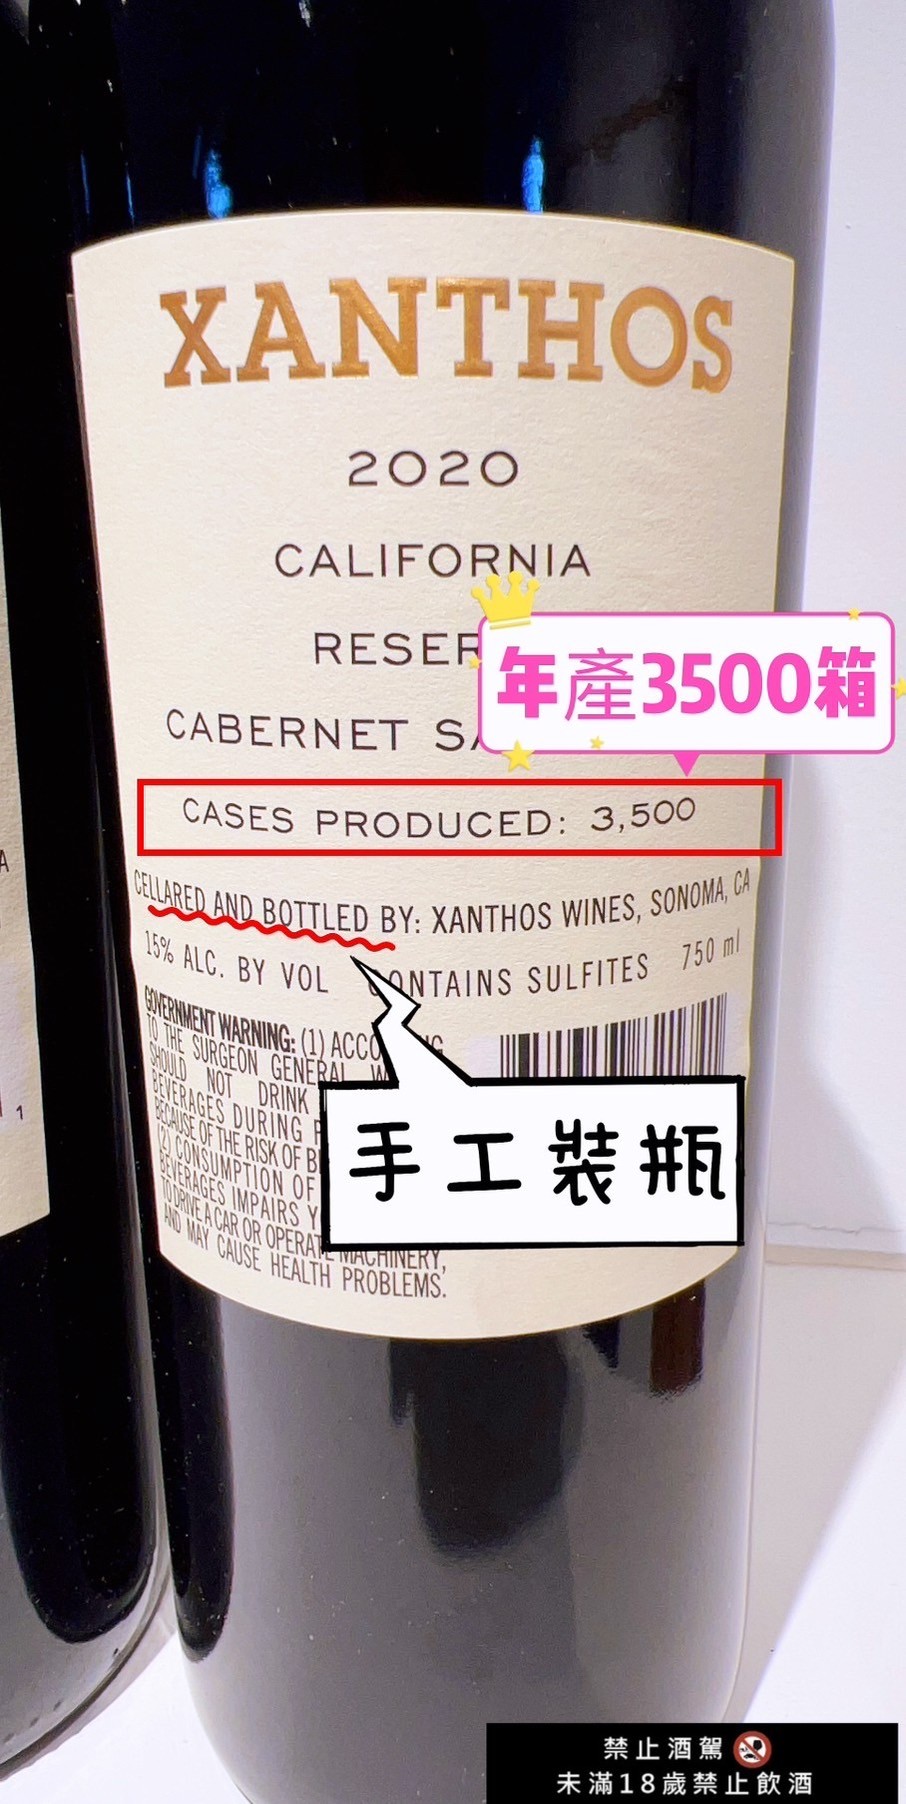 XANTHOS
2020
CALIFORNIA
RESER
年產3500箱
CABERNET SA
CASES PRODUCED: 3,500
CELLARED AND BOTTLED BY: XANTHOS WINES, SONOMA, CA
15% ALC. BY VOL CONTAINS SULFITES 750 ml
GOVERNMENT WARNING: (1) ACCORDING
TO THE SURGEON GENERAL, W
SHOULD NOT DRINK
BEVERAGES DURING
BECAUSE OF THE RISK OF B
(2) CONSUMPTION OF
BEVERAGES IMPAIRS Y
TO DRIVE A CAR OR OPERATE MACHINERY,
AND MAY CAUSE HEALTH PROBLEMS.
手工裝瓶
A
1
禁止酒駕
未滿18歲禁止飲酒